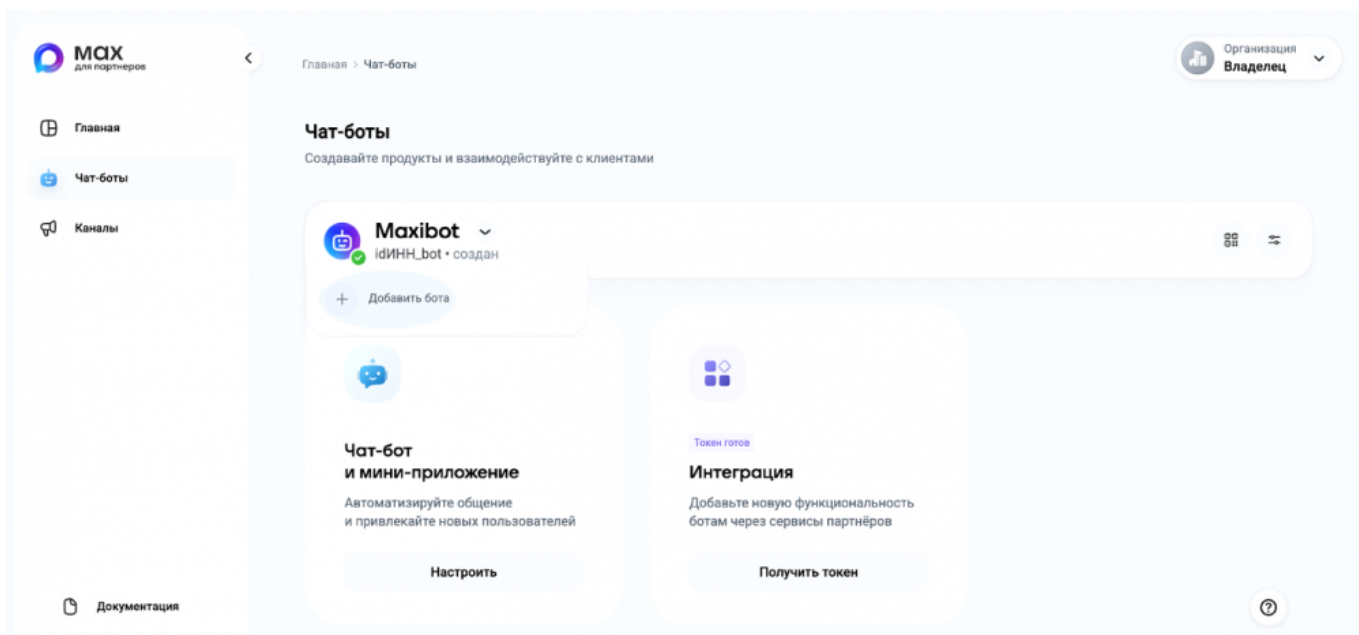 max
для партнеров
Главная > Чат-боты
Организация
Владелец
Главная
Чат-боты
Каналы
Чат-боты
Создавайте продукты и взаимодействуйте с клиентами
Maxibot
idИНН_bot • создан
+ Добавить бота
Чат-бот
и мини-приложение
Автоматизируйте общение
и привлекайте новых пользователей
Настроить
Токен готов
Интеграция
Добавьте новую функциональность
ботам через сервисы партнёров
Получить токен
Документация